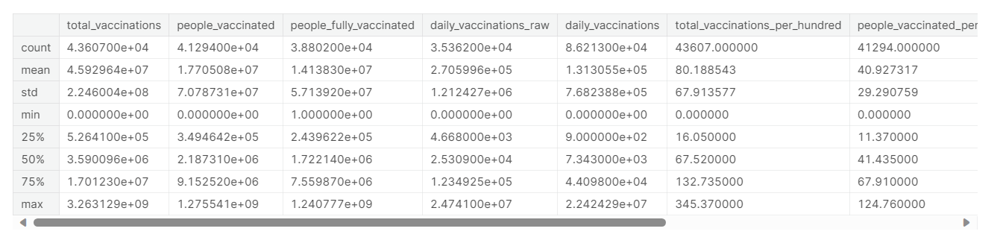 total_vaccinations people_vaccinated people_fully_vaccinated daily_vaccinations_raw daily_vaccinations total_vaccinations_per_hundred people_vaccinated_per
count 4.360700e+04 4.129400e+04 3.880200e+04 3.536200e+04 8.621300e+04 43607.000000 41294.000000
mean 4.592964e+07 1.770508e+07 1.413830e+07 2.705996e+05 1.313055e+05 80.188543 40.927317
std 2.246004e+08 7.078731e+07 5.713920e+07 1.212427e+06 7.682388e+05 67.913577 29.290759
min 0.000000e+00 0.000000e+00 1.000000e+00 0.000000e+00 0.000000e+00 0.000000 0.000000
25% 5.264100e+05 3.494642e+05 2.439622e+05 4.668000e+03 9.000000e+02 16.050000 11.370000
50% 3.590096e+06 2.187310e+06 1.722140e+06 2.530900e+04 7.343000e+03 67.520000 41.435000
75% 1.701230e+07 9.152520e+06 7.559870e+06 1.234925e+05 4.409800e+04 132.735000 67.910000
max 3.263129e+09 1.275541e+09 1.240777e+09 2.474100e+07 2.242429e+07 345.370000 124.760000